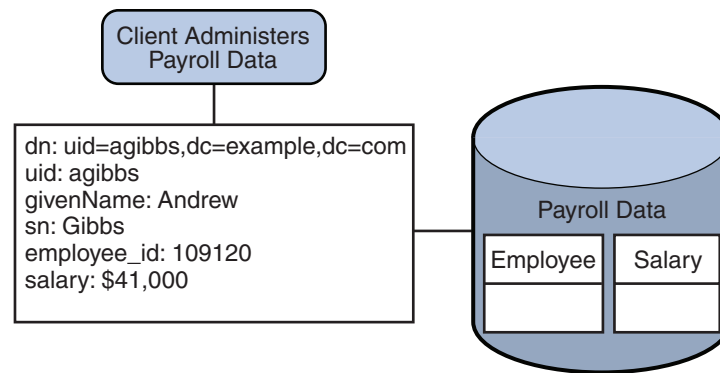 Client Administers
Payroll Data
dn: uid=agibbs,dc=example,dc=com
uid: agibbs
givenName: Andrew
sn: Gibbs
employee_id: 109120
salary: $41,000
Payroll Data
Employee
Salary